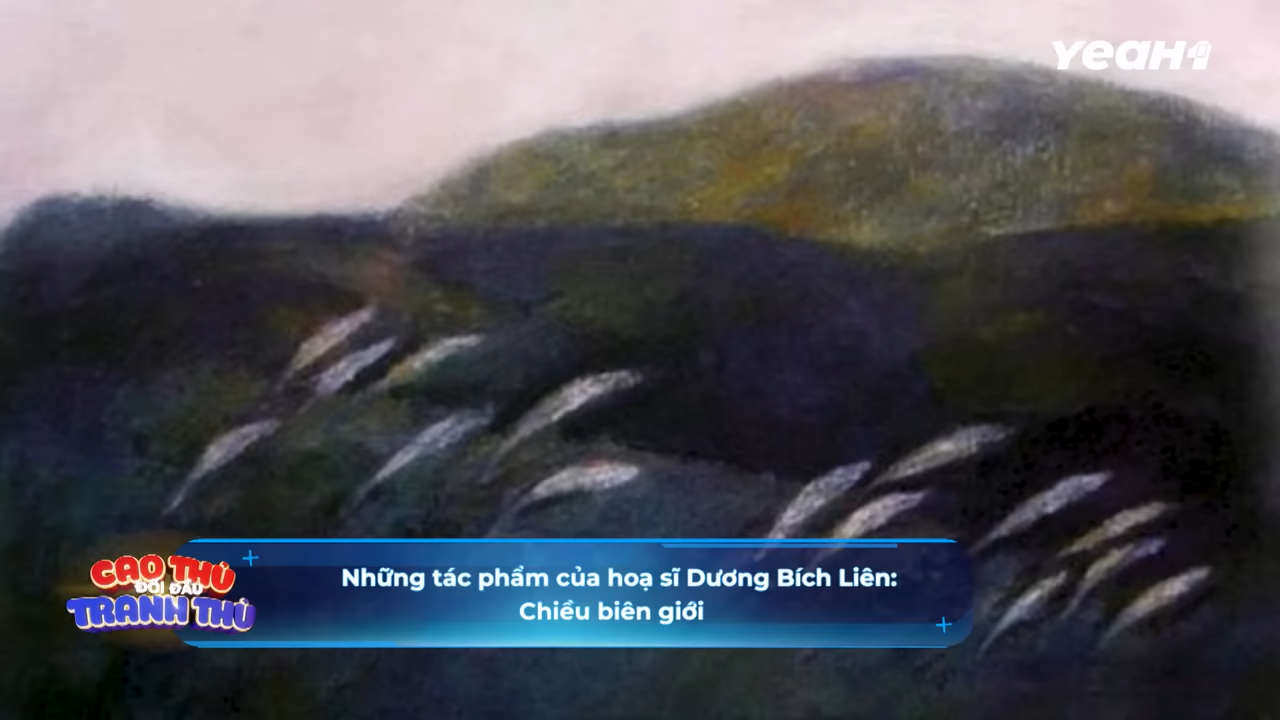 YEAH1
CAO THỦ
ĐỐI ĐẦU
TRANH THỦ
Những tác phẩm của hoạ sĩ Dương Bích Liên:
Chiều biên giới